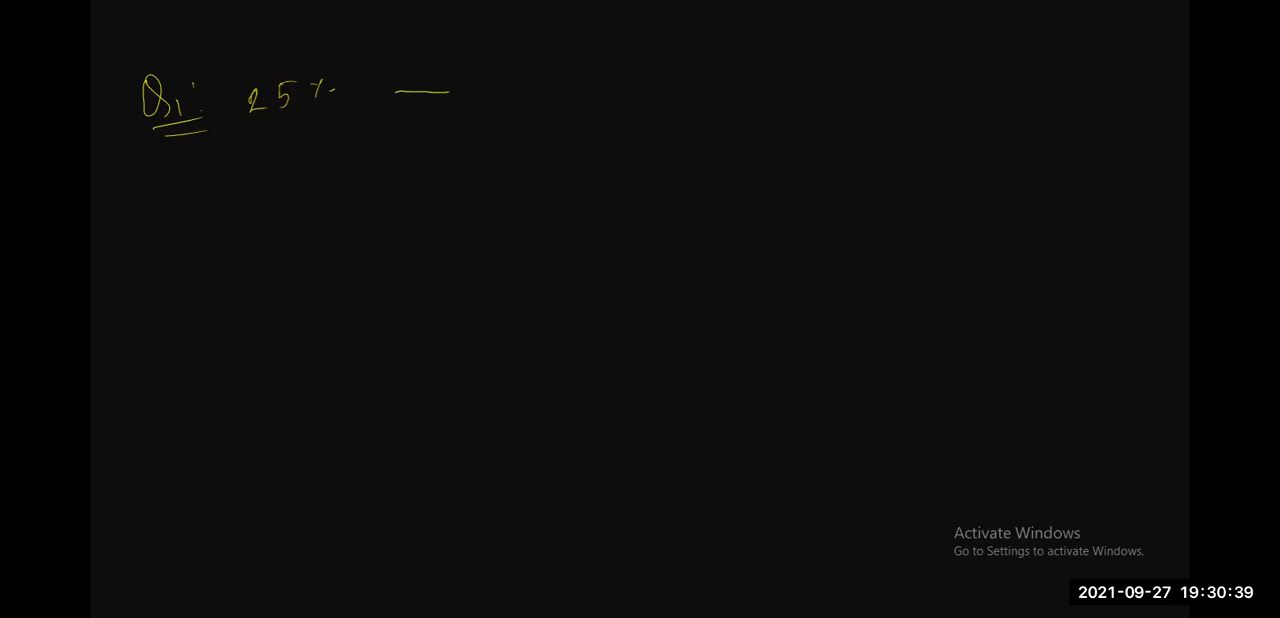 Q1: 25% —
Activate Windows
Go to Settings to activate Windows.
2021-09-27 19:30:39